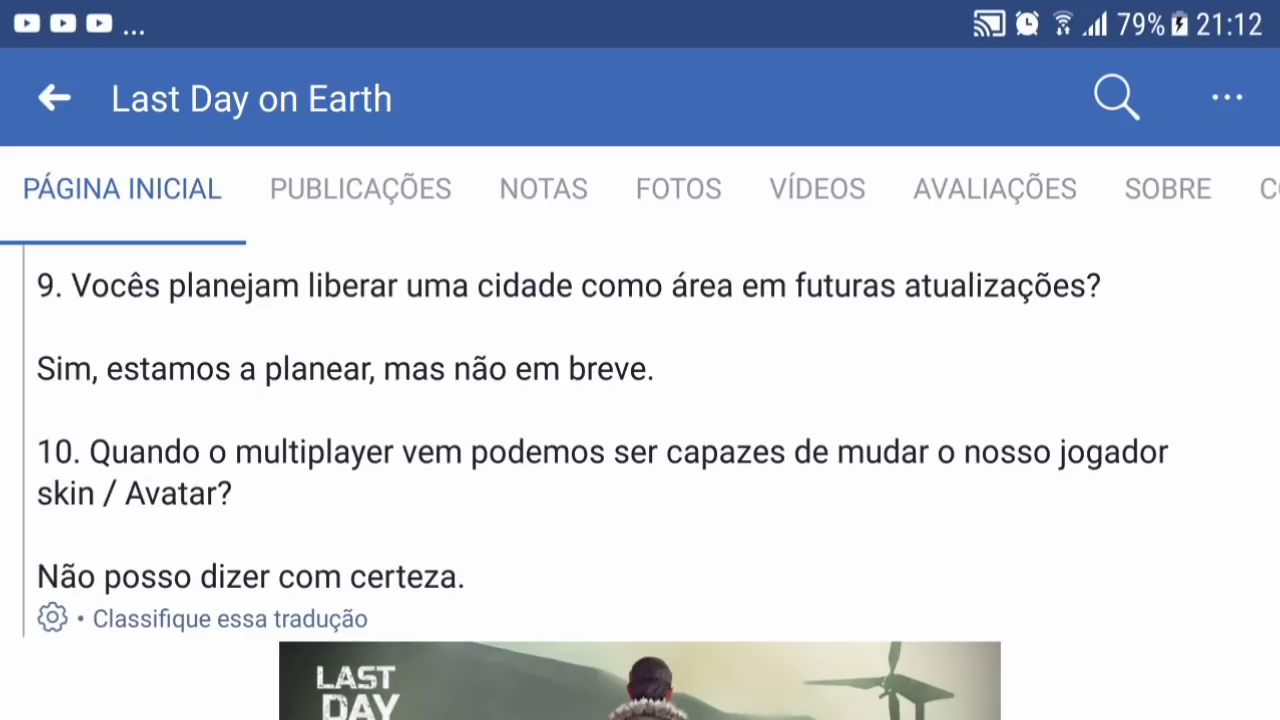 ... 79% 21:12
Last Day on Earth ...
PÁGINA INICIAL PUBLICAÇÕES NOTAS FOTOS VÍDEOS AVALIAÇÕES SOBRE
9. Vocês planejam liberar uma cidade como área em futuras atualizações?
Sim, estamos a planear, mas não em breve.
10. Quando o multiplayer vem podemos ser capazes de mudar o nosso jogador
skin / Avatar?
Não posso dizer com certeza.
• Classifique essa tradução
LAST
DAY